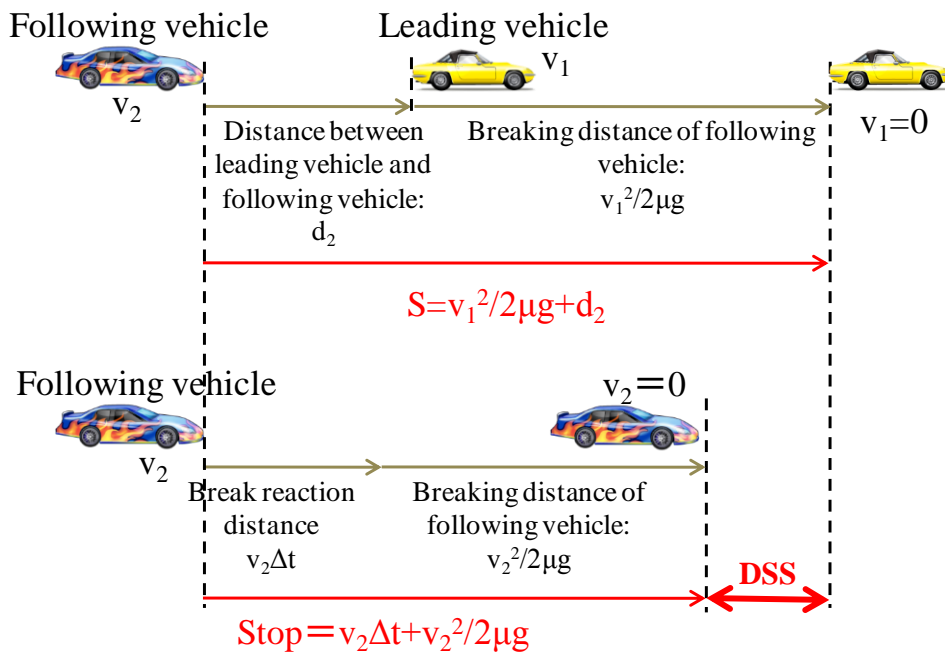 Following vehicle
Leading vehicle
v₂
v₁
v₁=0
Distance between
leading vehicle and
following vehicle:
d₂
Breaking distance of following
vehicle:
v₁²/2μg
S=v₁²/2μg+d₂
Following vehicle
v₂=0
v₂
Break reaction
distance
v₂Δt
Breaking distance of
following vehicle:
v₂²/2μg
DSS
Stop=v₂Δt+v₂²/2μg